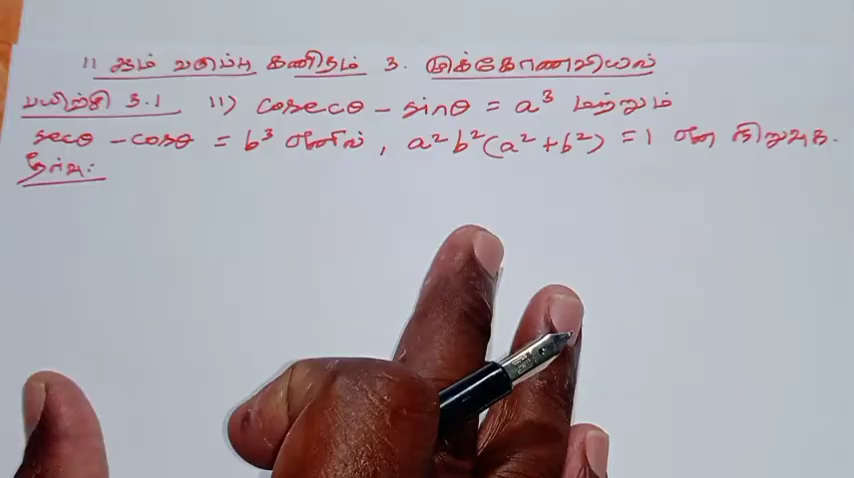 11 ஆம் வகுப்பு கணிதம் 3. முக்கோணவியல்
பயிற்சி 3.1 11) cosecθ - sinθ = a³ மற்றும்
secθ - cosθ = b³ எனில், a²b²(a²+b²) = 1 என நிறுவுக.
தீர்வு: